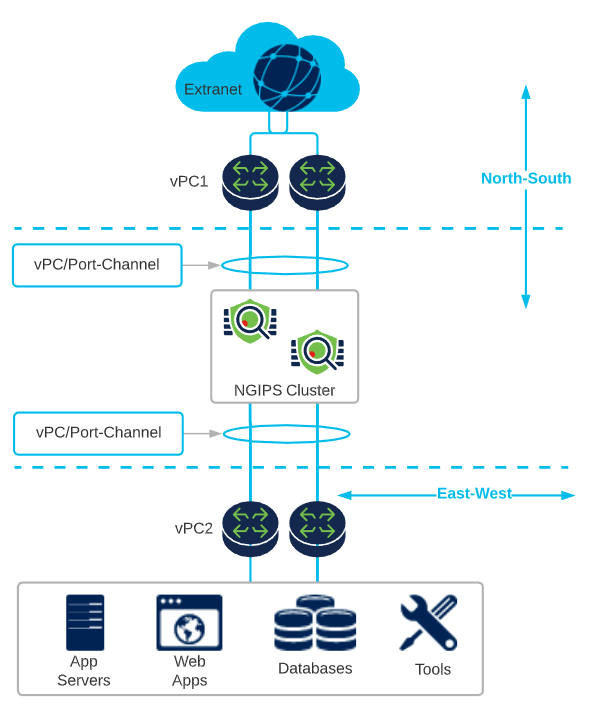 Extranet
vPC1
North-South
vPC/Port-Channel
NGIPS Cluster
vPC/Port-Channel
East-West
vPC2
App
Servers
Web
Apps
Databases
Tools